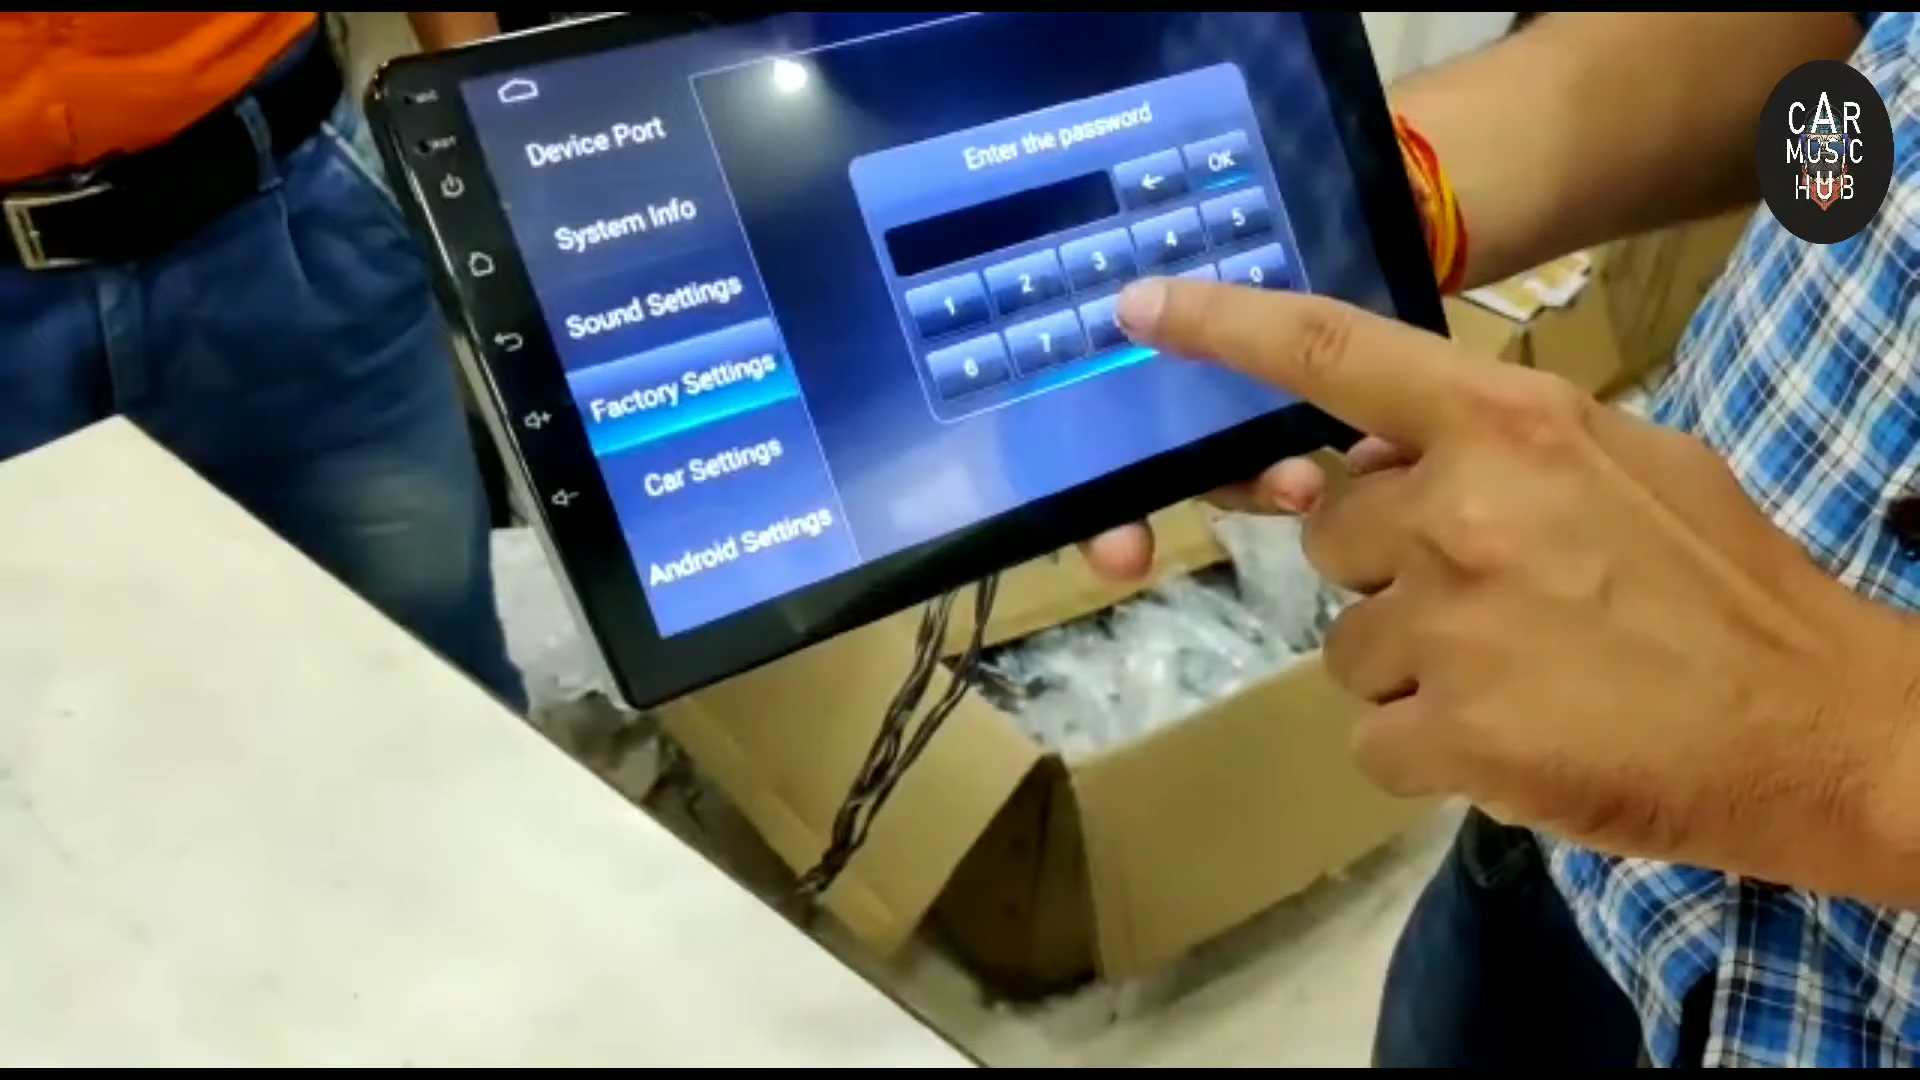 Device Port
System Info
Sound Settings
Factory Settings
Car Settings
Android Settings
Enter the password
← OK
1 2 3 4 5
6 7 0
CAR
MUSIC
HUB